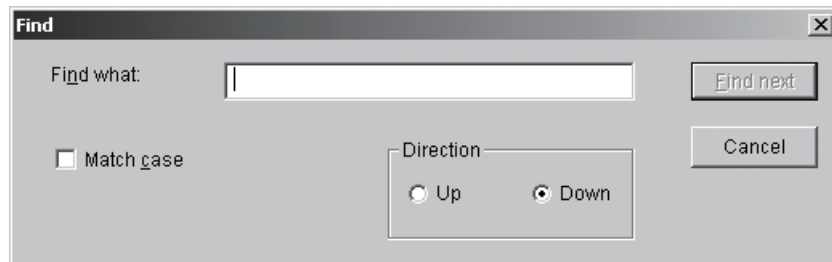 Find
Find what:
Find next
Match case
Direction
Up
Down
Cancel